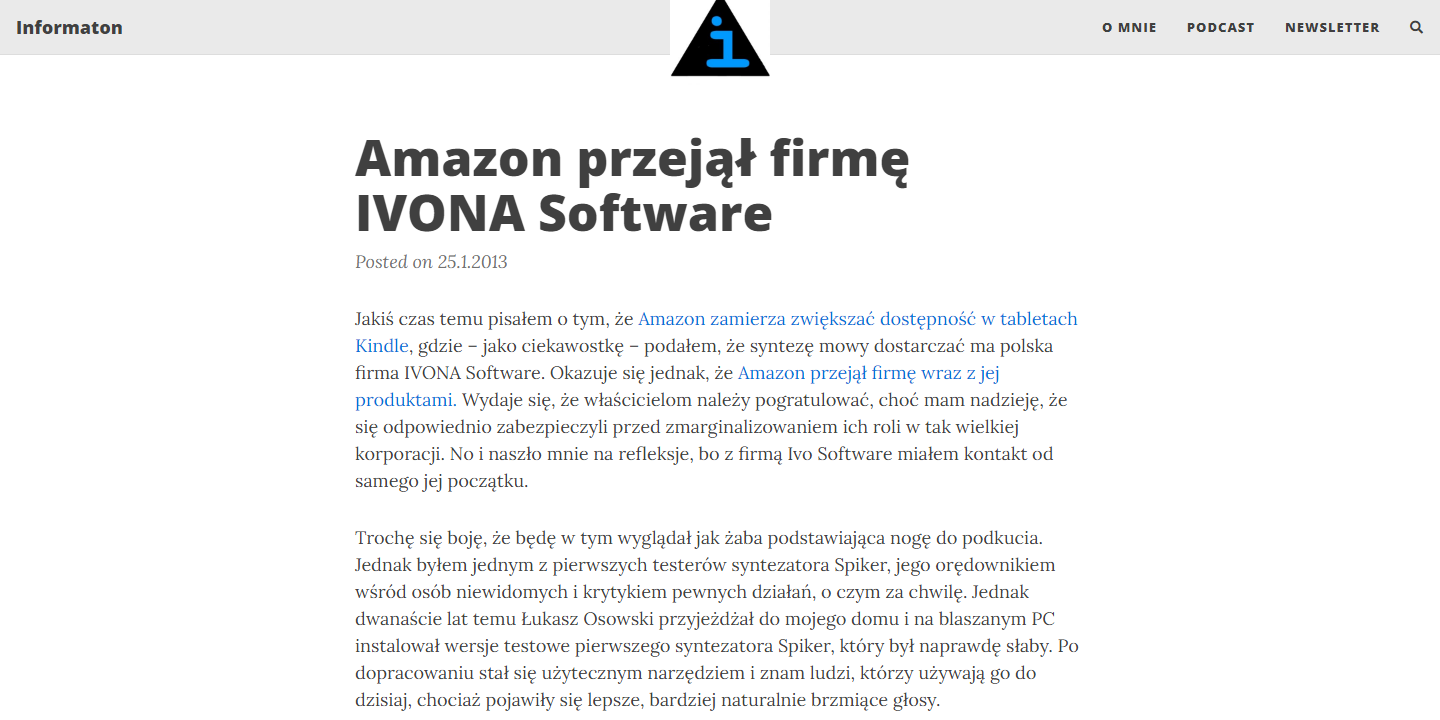 Informaton
i
O MNIE
PODCAST
NEWSLETTER
Amazon przejął firmę
IVONA Software
Posted on 25.1.2013
Jakiś czas temu pisałem o tym, że Amazon zamierza zwiększać dostępność w tabletach
Kindle, gdzie – jako ciekawostkę – podałem, że syntezę mowy dostarczać ma polska
firma IVONA Software. Okazuje się jednak, że Amazon przejął firmę wraz z jej
produktami. Wydaje się, że właścicielom należy pogratulować, choć mam nadzieję, że
się odpowiednio zabezpieczyli przed zmarginalizowaniem ich roli w tak wielkiej
korporacji. No i naszło mnie na refleksje, bo z firmą Ivo Software miałem kontakt od
samego jej początku.
Trochę się boję, że będę w tym wyglądał jak żaba podstawiająca nogę do podkucia.
Jednak byłem jednym z pierwszych testerów syntezatora Spiker, jego orędownikiem
wśród osób niewidomych i krytykiem pewnych działań, o czym za chwilę. Jednak
dwanaście lat temu Łukasz Osowski przyjeżdżał do mojego domu i na blaszanym PC
instalował wersje testowe pierwszego syntezatora Spiker, który był naprawdę słaby. Po
dopracowaniu stał się użytecznym narzędziem i znam ludzi, którzy używają go do
dzisiaj, chociaż pojawiły się lepsze, bardziej naturalnie brzmiące głosy.